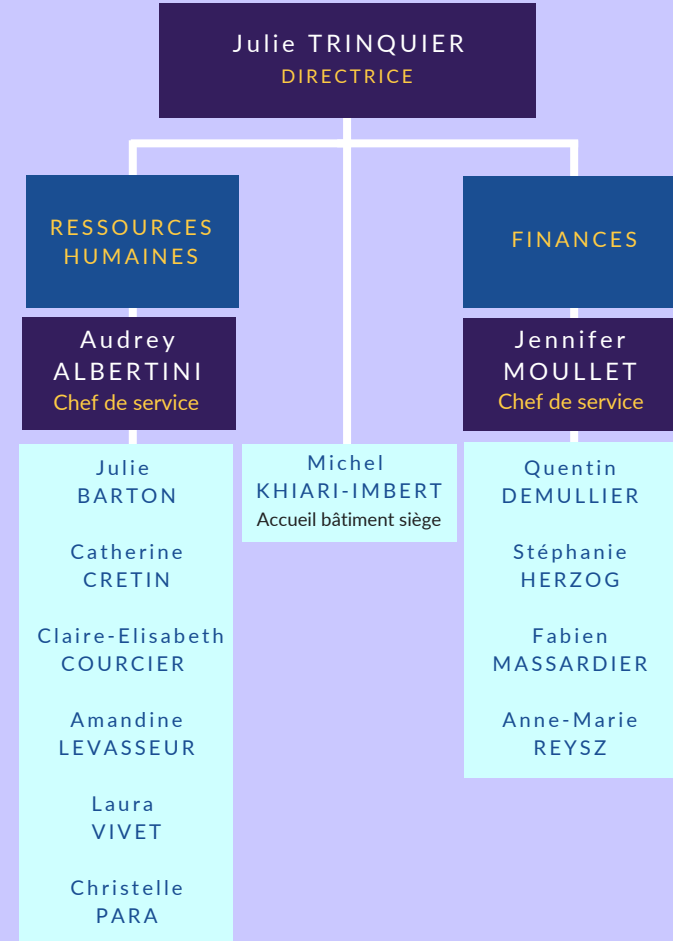 Julie TRINQUIER
DIRECTRICE
RESSOURCES
HUMAINES
Audrey
ALBERTINI
Chef de service
Julie
BARTON
Catherine
CRETIN
Claire-Elisabeth
COURCIER
Amandine
LEVASSEUR
Laura
VIVET
Christelle
PARA
Michel
KHIARI-IMBERT
Accueil bâtiment siège
FINANCES
Jennifer
MOULLET
Chef de service
Quentin
DEMULLIER
Stéphanie
HERZOG
Fabien
MASSARDIER
Anne-Marie
REYSZ